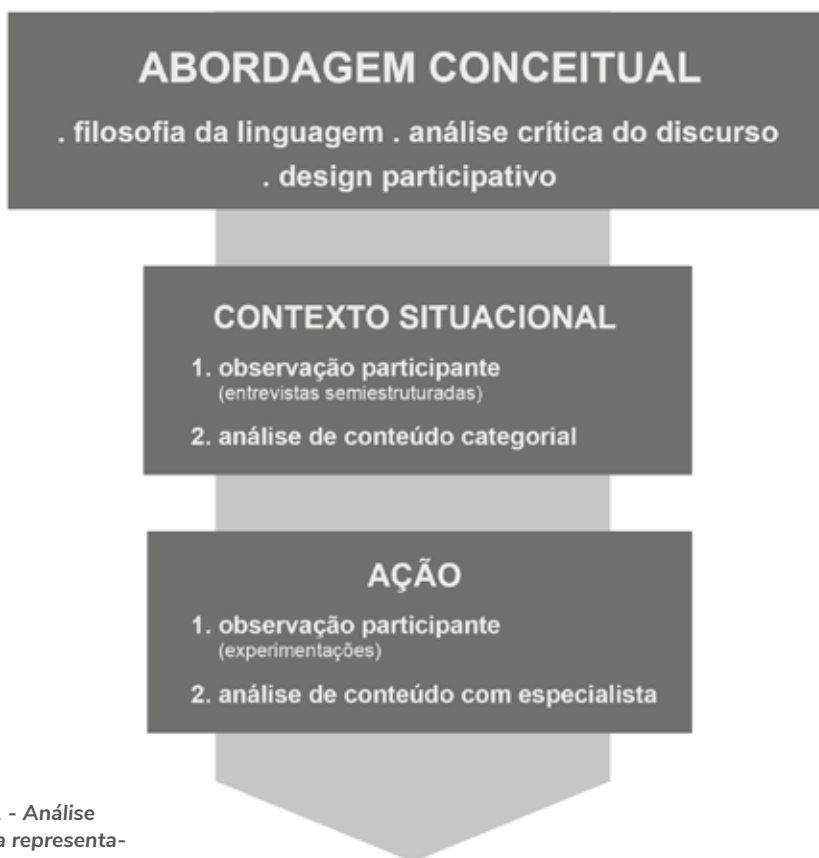 ABORDAGEM CONCEITUAL
. filosofia da linguagem . análise crítica do discurso
. design participativo
CONTEXTO SITUACIONAL
1. observação participante
(entrevistas semiestruturadas)
2. análise de conteúdo categorial
AÇÃO
1. observação participante
(experimentações)
2. análise de conteúdo com especialista
. - Análise
a representa-